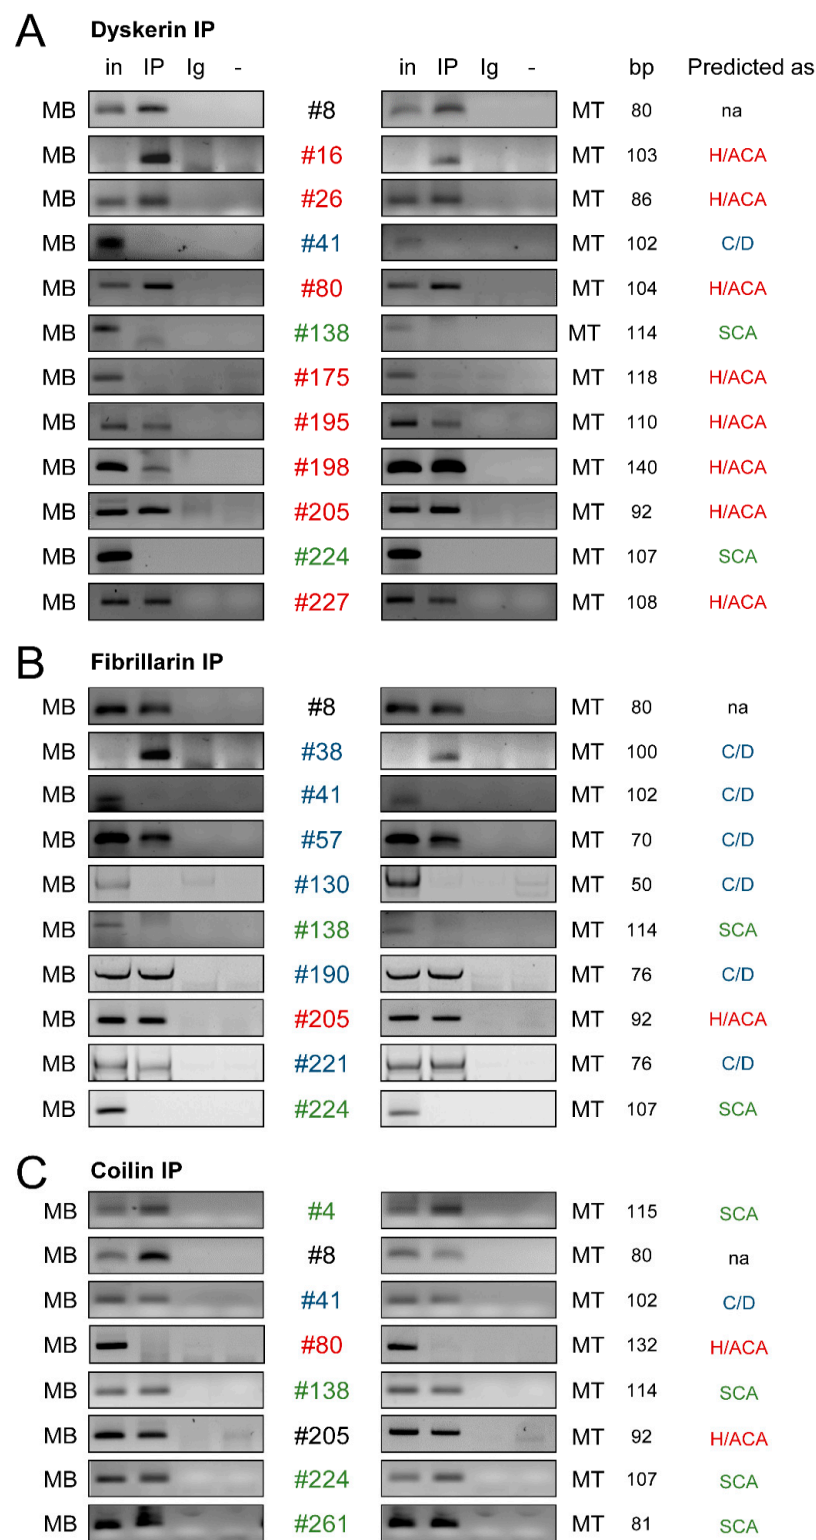 A Dyskerin IP
in IP Ig - in IP Ig - bp Predicted as
MB #8 MT 80 na
MB #16 MT 103 H/ACA
MB #26 MT 86 H/ACA
MB #41 MT 102 C/D
MB #80 MT 104 H/ACA
MB #138 MT 114 SCA
MB #175 MT 118 H/ACA
MB #195 MT 110 H/ACA
MB #198 MT 140 H/ACA
MB #205 MT 92 H/ACA
MB #224 MT 107 SCA
MB #227 MT 108 H/ACA
B Fibrillarin IP
MB #8 MT 80 na
MB #38 MT 100 C/D
MB #41 MT 102 C/D
MB #57 MT 70 C/D
MB #130 MT 50 C/D
MB #138 MT 114 SCA
MB #190 MT 76 C/D
MB #205 MT 92 H/ACA
MB #221 MT 76 C/D
MB #224 MT 107 SCA
C Coilin IP
MB #4 MT 115 SCA
MB #8 MT 80 na
MB #41 MT 102 C/D
MB #80 MT 132 H/ACA
MB #138 MT 114 SCA
MB #205 MT 92 H/ACA
MB #224 MT 107 SCA
MB #261 MT 81 SCA